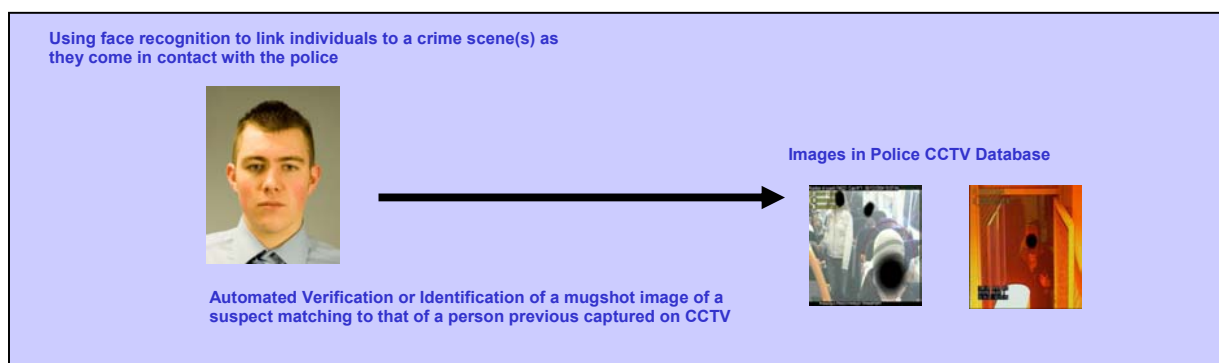 Using face recognition to link individuals to a crime scene(s) as
they come in contact with the police
Images in Police CCTV Database
Automated Verification or Identification of a mugshot image of a
suspect matching to that of a person previous captured on CCTV